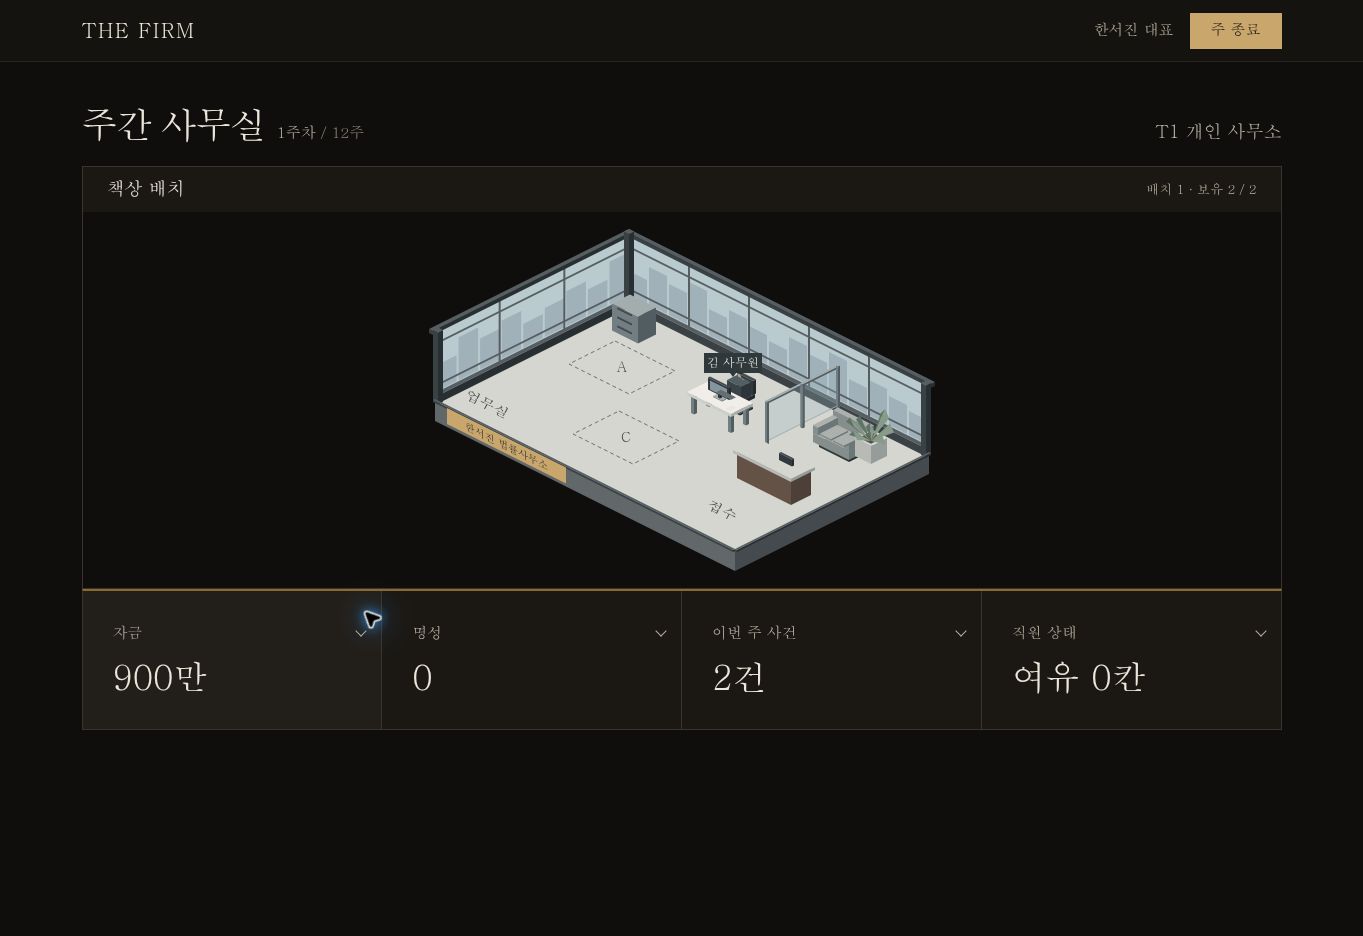 THE FIRM
한서진 대표
주 종료
주간 사무실
1주차 / 12주
T1 개인 사무소
책상 배치
배치 1 · 보유 2 / 2
김 사무원
A
업무실
C
한서진 법률사무소
접수
자금
900만
명성
0
이번 주 사건
2건
직원 상태
여유 0칸